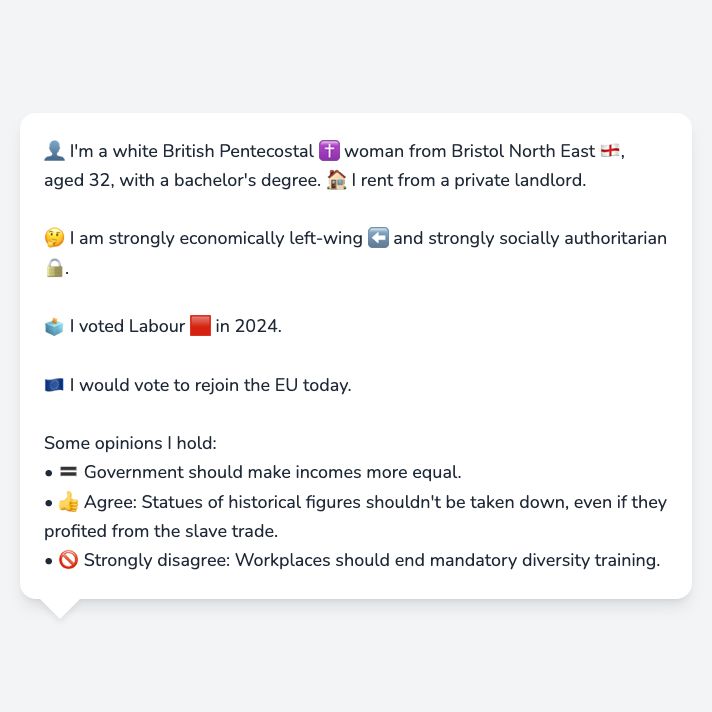 👤 I'm a white British Pentecostal ✝️ woman from Bristol North East 🏴󠁧󠁢󠁥󠁮󠁧󠁿,
aged 32, with a bachelor's degree. 🏠 I rent from a private landlord.
🤔 I am strongly economically left-wing ⬅️ and strongly socially authoritarian
🔒.
🗳️ I voted Labour 🟥 in 2024.
🇪🇺 I would vote to rejoin the EU today.
Some opinions I hold:
• 🟰 Government should make incomes more equal.
• 👍 Agree: Statues of historical figures shouldn't be taken down, even if they
profited from the slave trade.
• 🚫 Strongly disagree: Workplaces should end mandatory diversity training.